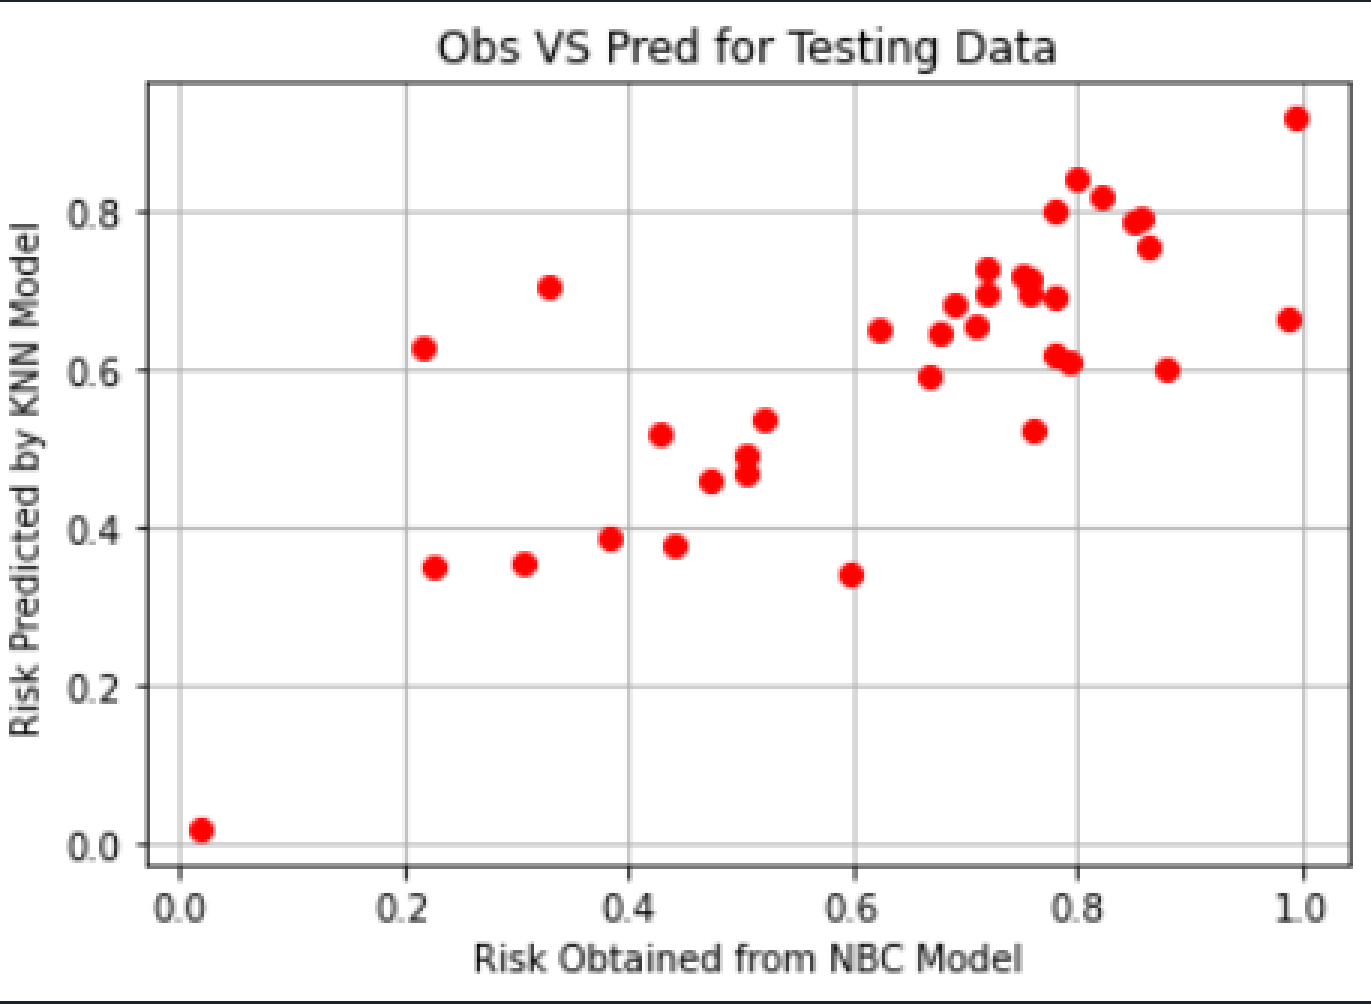 Obs VS Pred for Testing Data
Risk Predicted by KNN Model
0.8
0.6
0.4
0.2
0.0
0.0 0.2 0.4 0.6 0.8 1.0
Risk Obtained from NBC Model